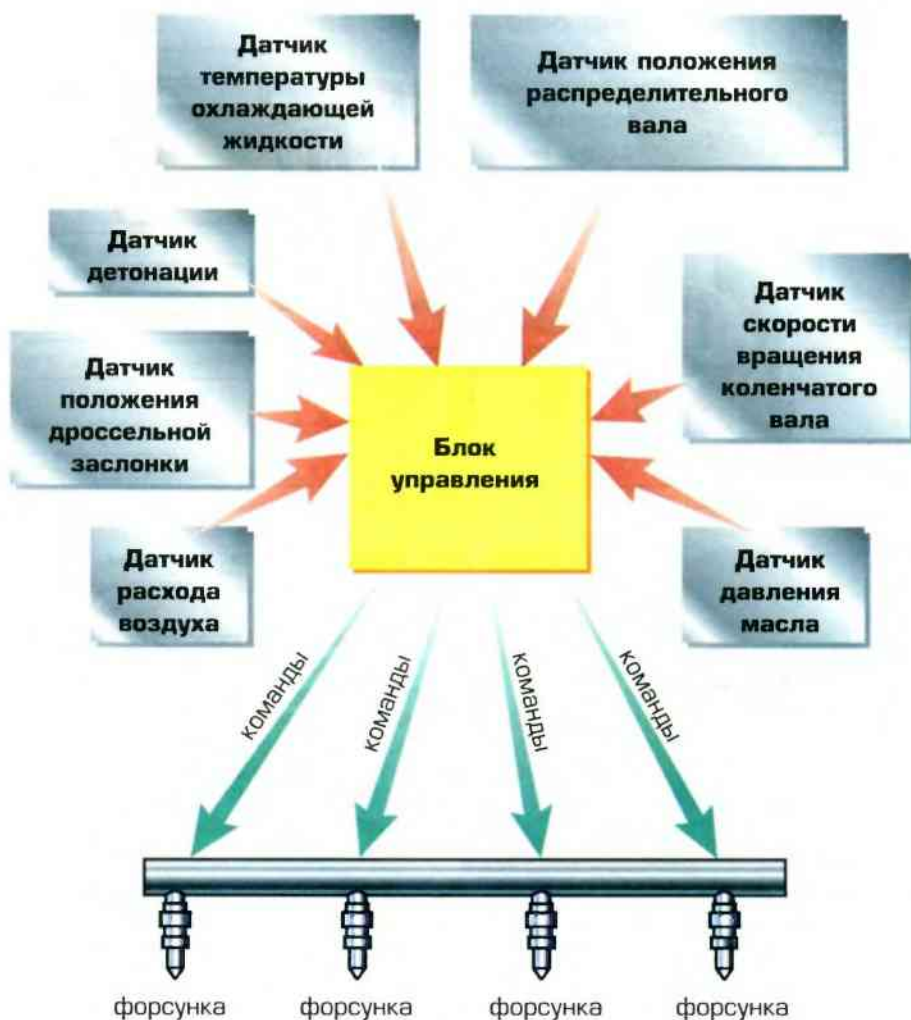 Датчик
температуры
охлаждающей
жидкости
Датчик положения
распределительного
вала
Датчик
детонации
Датчик
скорости
вращения
коленчатого
вала
Датчик
положения
дроссельной
заслонки
Блок
управления
Датчик
расхода
воздуха
Датчик
давления
масла
команды
команды
команды
команды
форсунка
форсунка
форсунка
форсунка